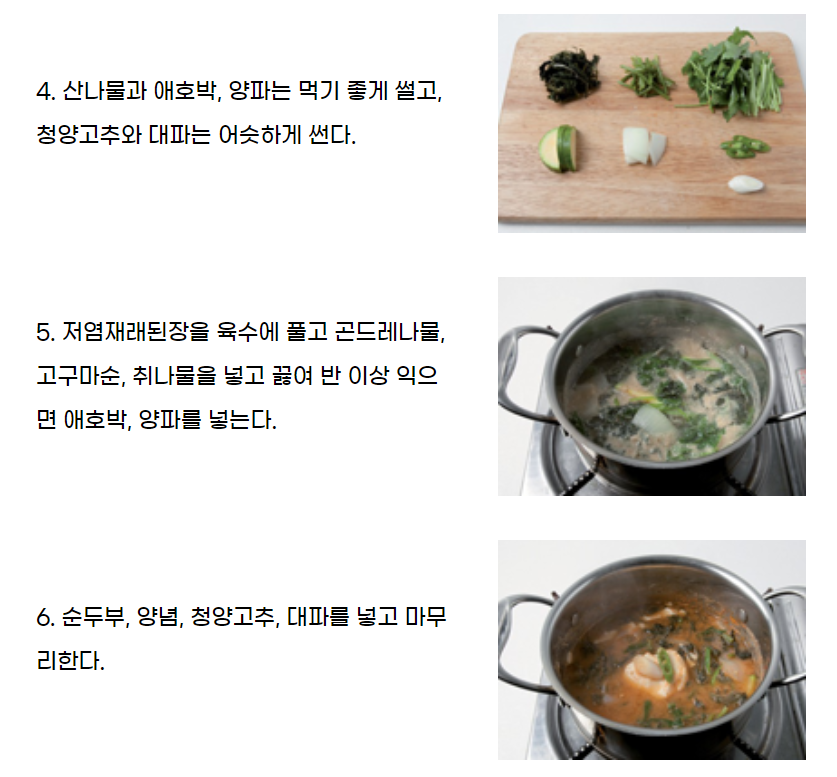 4. 산나물과 애호박, 양파는 먹기 좋게 썰고,
청양고추와 대파는 어슷하게 썬다.
5. 저염재래된장을 육수에 풀고 곤드레나물,
고구마순, 취나물을 넣고 끓여 반 이상 익으
면 애호박, 양파를 넣는다.
6. 순두부, 양념, 청양고추, 대파를 넣고 마무
리한다.